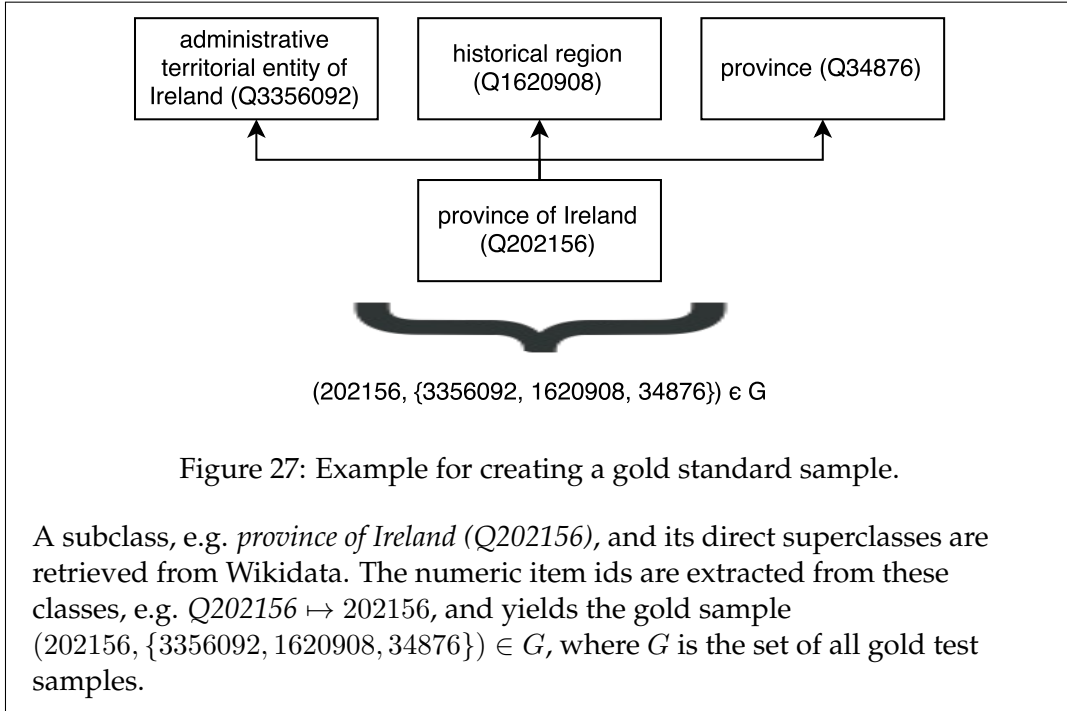 administrative
territorial entity of
Ireland (Q3356092)
historical region
(Q1620908)
province (Q34876)
province of Ireland
(Q202156)
(202156, {3356092, 1620908, 34876}) ϵ G
Figure 27: Example for creating a gold standard sample.
A subclass, e.g. province of Ireland (Q202156), and its direct superclasses are
retrieved from Wikidata. The numeric item ids are extracted from these
classes, e.g. Q202156 ↦ 202156, and yields the gold sample
(202156, {3356092, 1620908, 34876}) ∈ G, where G is the set of all gold test
samples.